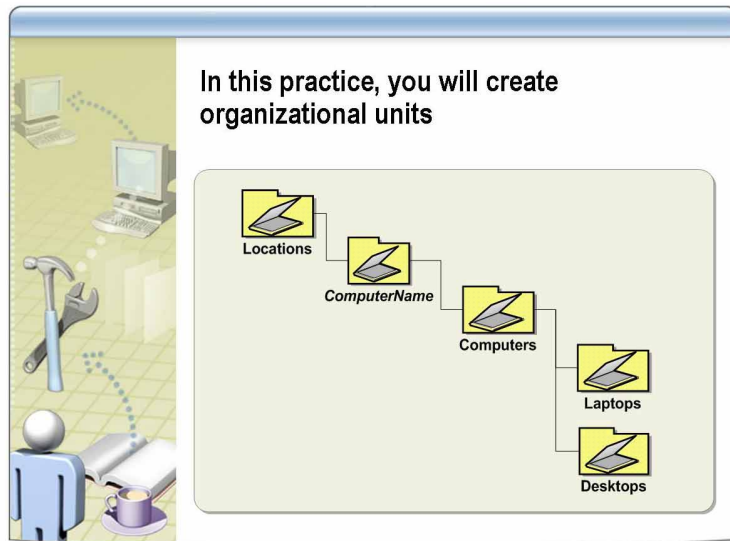 In this practice, you will create
organizational units
Locations
ComputerName
Computers
Laptops
Desktops